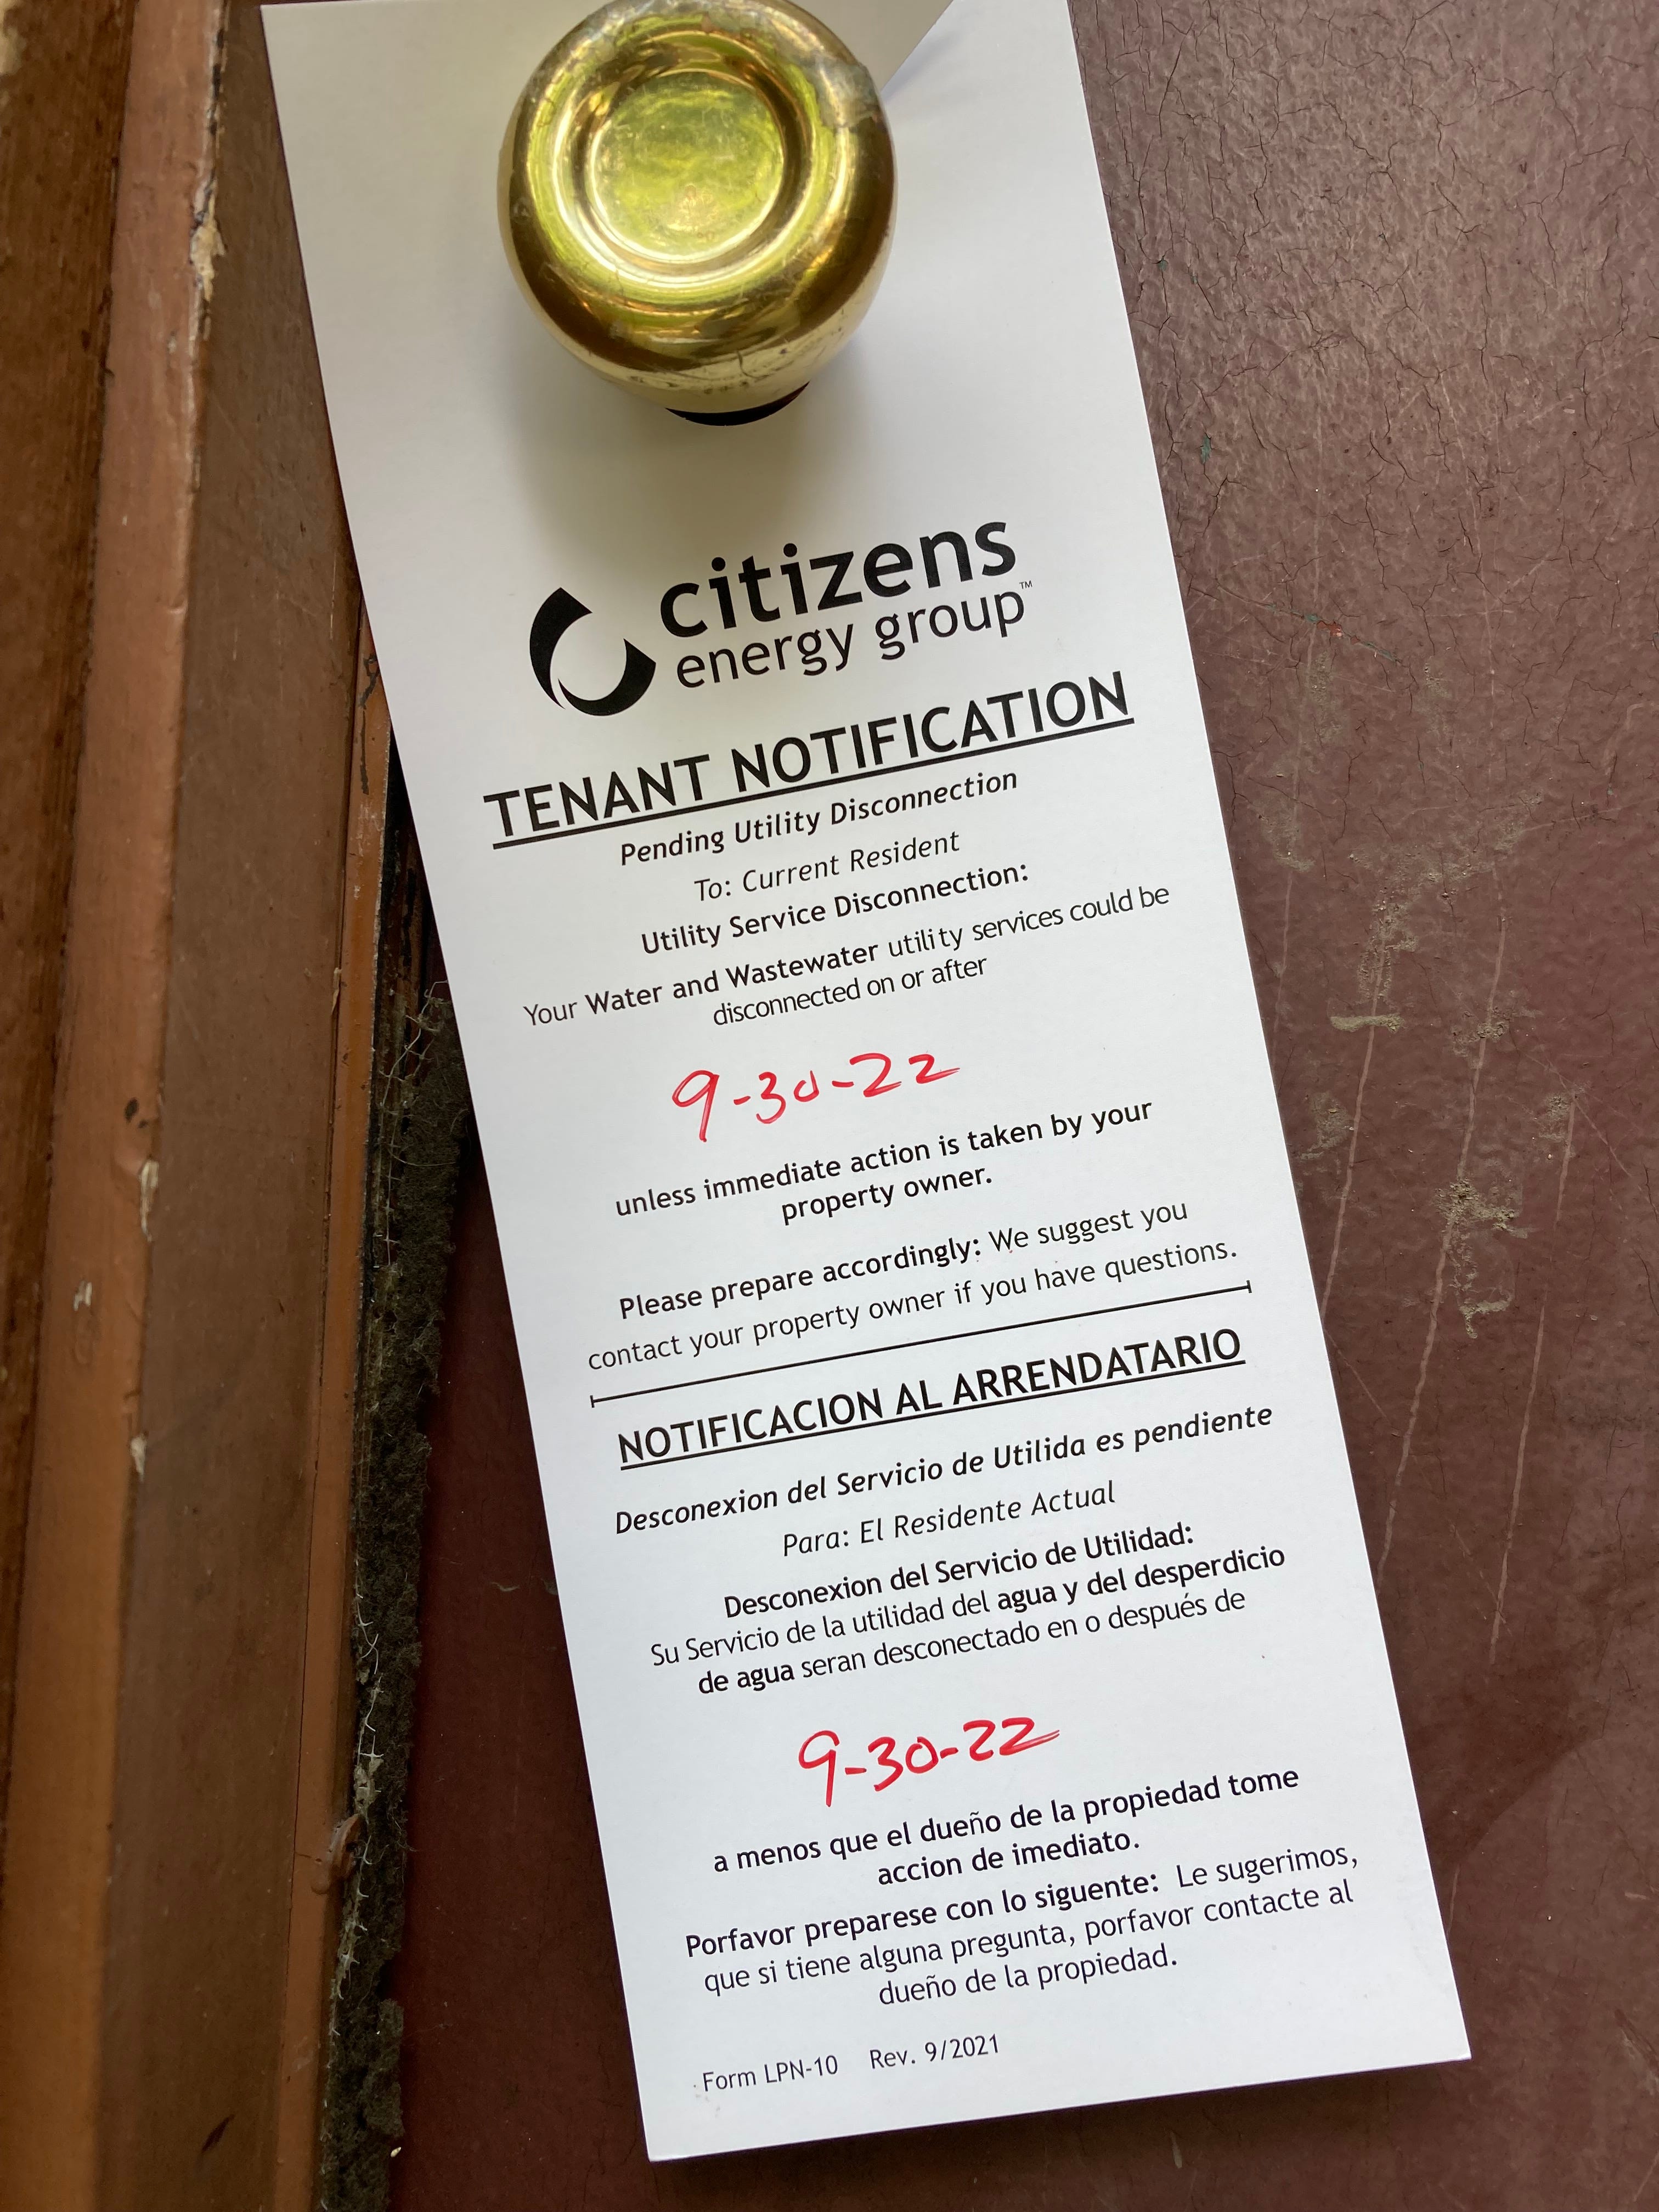 citizens
energy group™
TENANT NOTIFICATION
Pending Utility Disconnection
To: Current Resident
Utility Service Disconnection:
Your Water and Wastewater utility services could be
disconnected on or after
9-30-22
unless immediate action is taken by your
property owner.
Please prepare accordingly: We suggest you
contact your property owner if you have questions.
NOTIFICACION AL ARRENDATARIO
Desconexion del Servicio de Utilida es pendiente
Para: El Residente Actual
Desconexion del Servicio de Utilidad:
Su Servicio de la utilidad del agua y del desperdicio
de agua seran desconectado en o después de
9-30-22
a menos que el dueño de la propiedad tome
accion de imediato.
Porfavor preparese con lo siguente: Le sugerimos,
que si tiene alguna pregunta, porfavor contacte al
dueño de la propiedad.
Form LPN-10 Rev. 9/2021